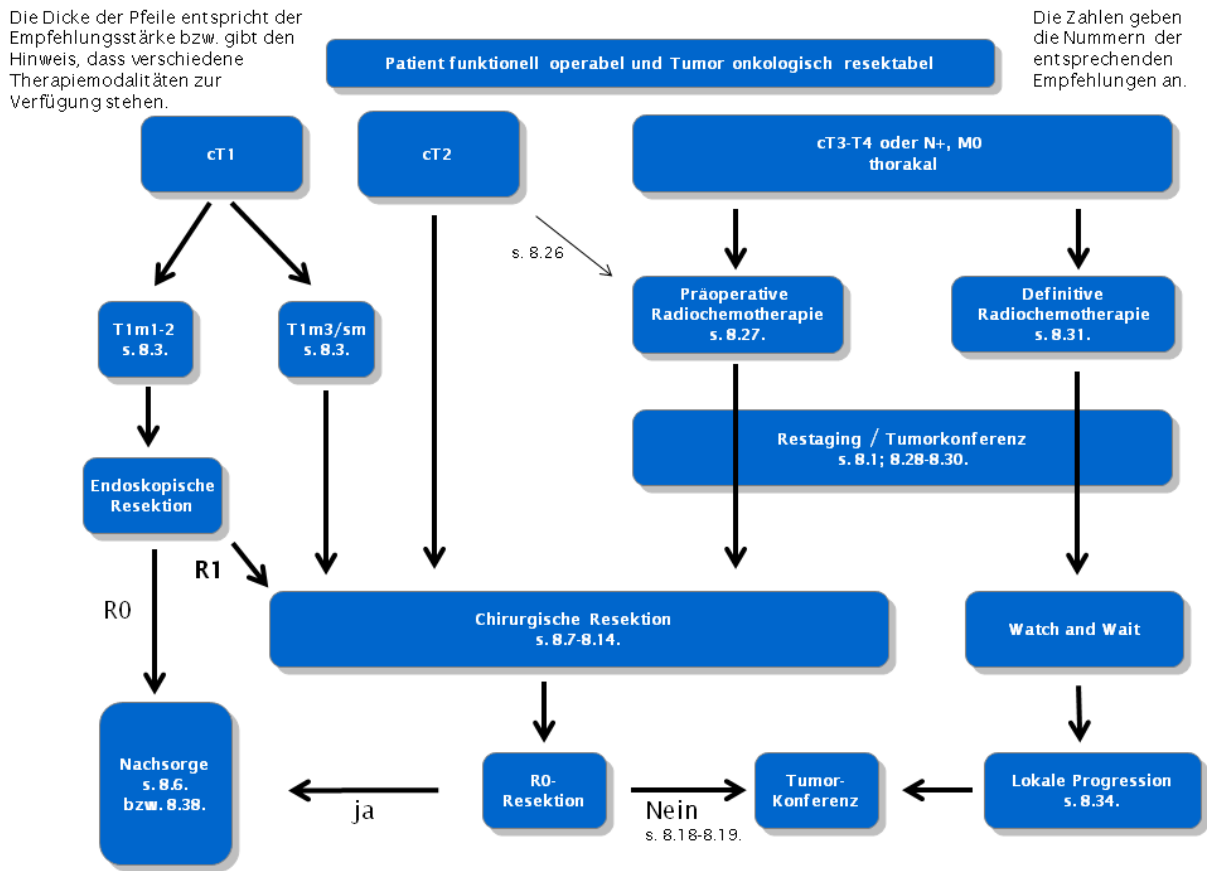 Die Dicke der Pfeile entspricht der
Empfehlungsstärke bzw. gibt den
Hinweis, dass verschiedene
Therapiemodalitäten zur
Verfügung stehen.
Patient funktionell operabel und Tumor onkologisch resektabel
Die Zahlen geben
die Nummern der
entsprechenden
Empfehlungen an.
cT1
cT2
cT3-T4 oder N+, M0
thorakal
s. 8.26
T1m1-2
s. 8.3.
T1m3/sm
s. 8.3.
Präoperative
Radiochemotherapie
s. 8.27.
Definitive
Radiochemotherapie
s. 8.31.
Restaging / Tumorkonferenz
s. 8.1; 8.28-8.30.
Endoskopische
Resektion
R1
R0
Chirurgische Resektion
s. 8.7-8.14.
Watch and Wait
Nachsorge
s. 8.6.
bzw. 8.38.
ja
R0-
Resektion
Nein
s. 8.18-8.19.
Tumor-
Konferenz
Lokale Progression
s. 8.34.